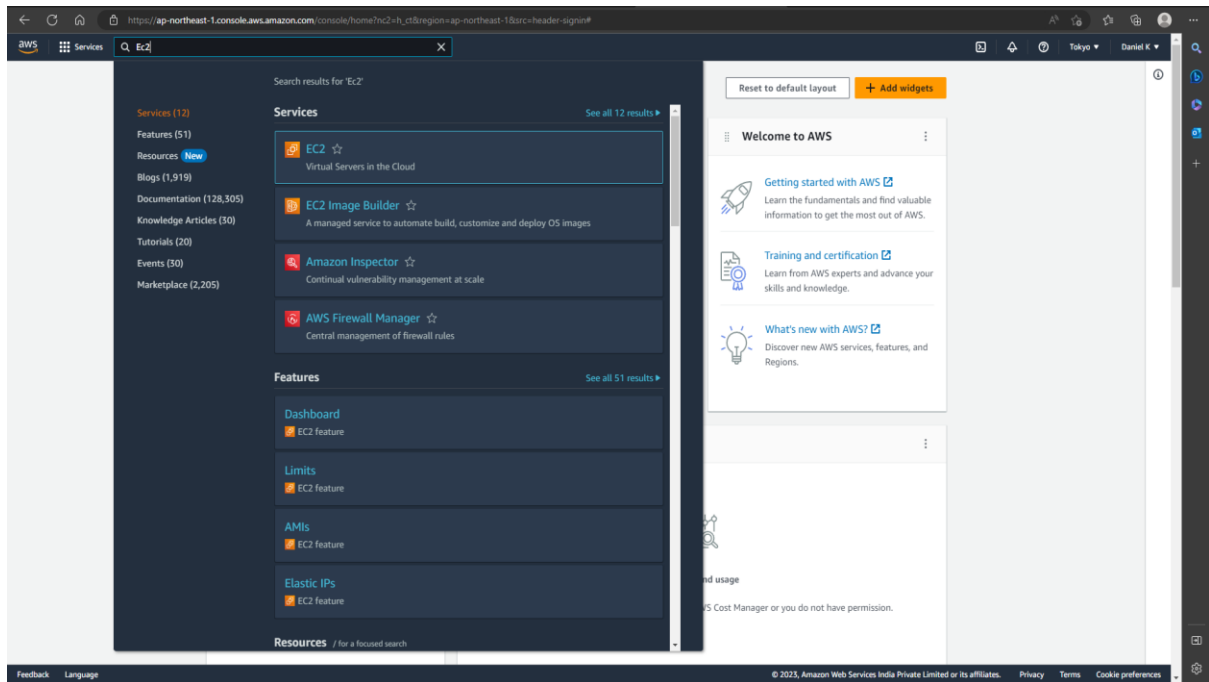 https://ap-northeast-1.console.aws.amazon.com/console/home?nc2=h_ct&region=ap-northeast-1&src=header-signin#
aws
Services
Ec2
Tokyo
Daniel K
Search results for 'Ec2'
Services (12)
Features (51)
Resources New
Blogs (1,919)
Documentation (128,305)
Knowledge Articles (30)
Tutorials (20)
Events (30)
Marketplace (2,205)
Services
See all 12 results
EC2
Virtual Servers in the Cloud
EC2 Image Builder
A managed service to automate build, customize and deploy OS images
Amazon Inspector
Continual vulnerability management at scale
AWS Firewall Manager
Central management of firewall rules
Features
See all 51 results
Dashboard
EC2 feature
Limits
EC2 feature
AMIs
EC2 feature
Elastic IPs
EC2 feature
Resources / for a focused search
Reset to default layout
+ Add widgets
Welcome to AWS
Getting started with AWS
Learn the fundamentals and find valuable
information to get the most out of AWS.
Training and certification
Learn from AWS experts and advance your
skills and knowledge.
What's new with AWS?
Discover new AWS services, features, and
Regions.
nd usage
WS Cost Manager or you do not have permission.
Feedback
Language
© 2023, Amazon Web Services India Private Limited or its affiliates.
Privacy
Terms
Cookie preferences